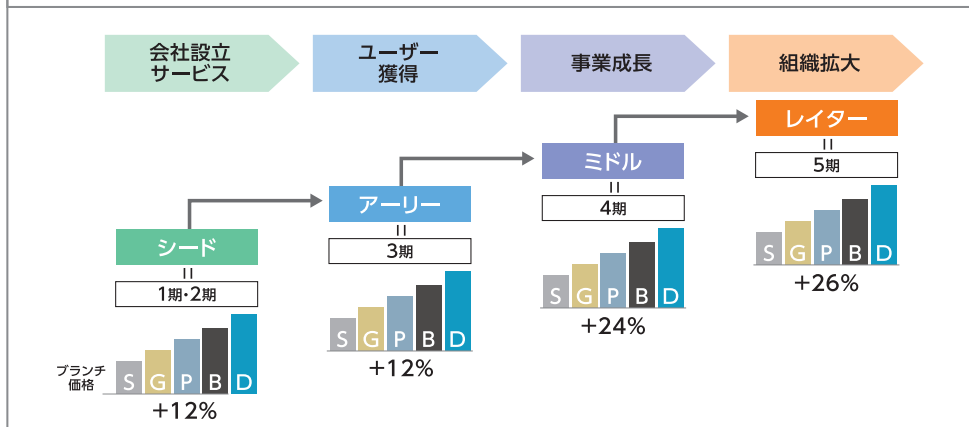 会社設立
サービス
ユーザー
獲得
事業成長
組織拡大
シード
1期・2期
ブランチ
価格
S G P B D
+12%
アーリー
3期
S G P B D
+12%
ミドル
4期
S G P B D
+24%
レイター
5期
S G P B D
+26%